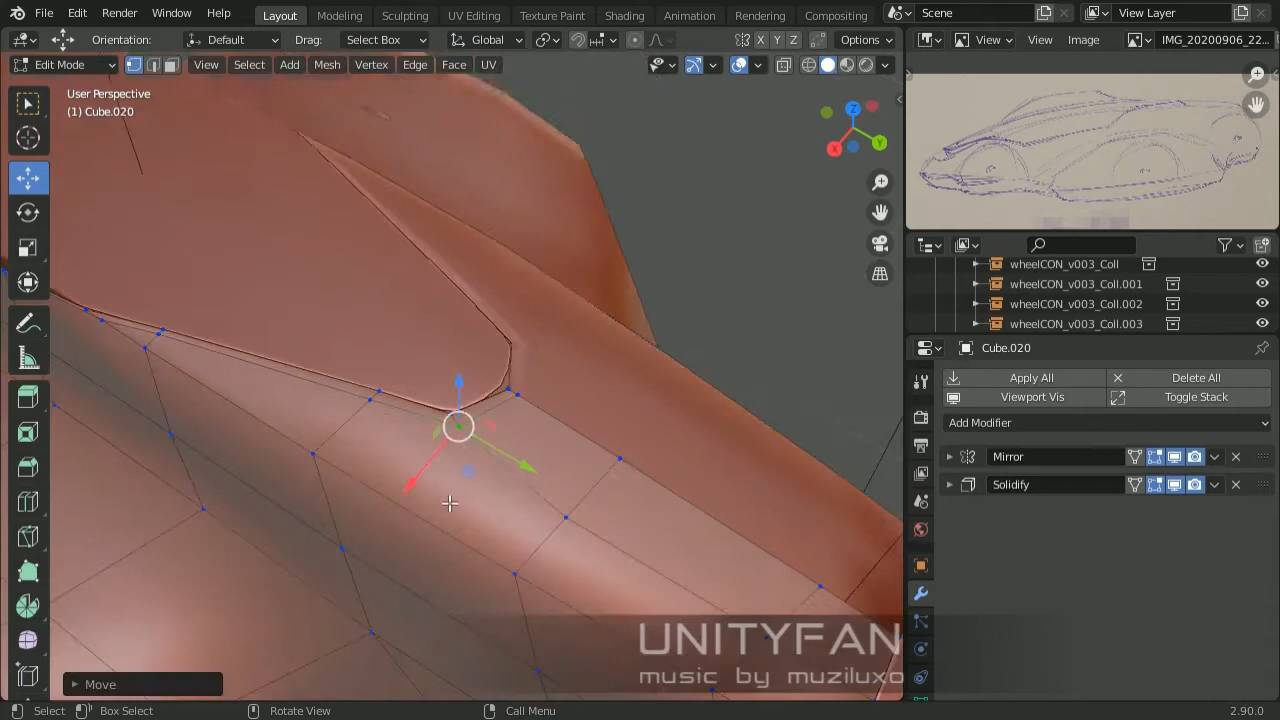 File Edit Render Window Help Layout Modeling Sculpting UV Editing Texture Paint Shading Animation Rendering Compositing Scene View Layer
Orientation: Default Drag: Select Box Global X Y Z Options View View Image IMG_20200906_22...
Edit Mode View Select Add Mesh Vertex Edge Face UV
User Perspective
(1) Cube.020
Z
Y
X
wheelCON_v003_Coll
wheelCON_v003_Coll.001
wheelCON_v003_Coll.002
wheelCON_v003_Coll.003
Cube.020
Apply All Delete All
Viewport Vis Toggle Stack
Add Modifier
Mirror
Solidify
UNITYFAN
music by muziluxo
Move
Select Box Select Rotate View Call Menu 2.90.0